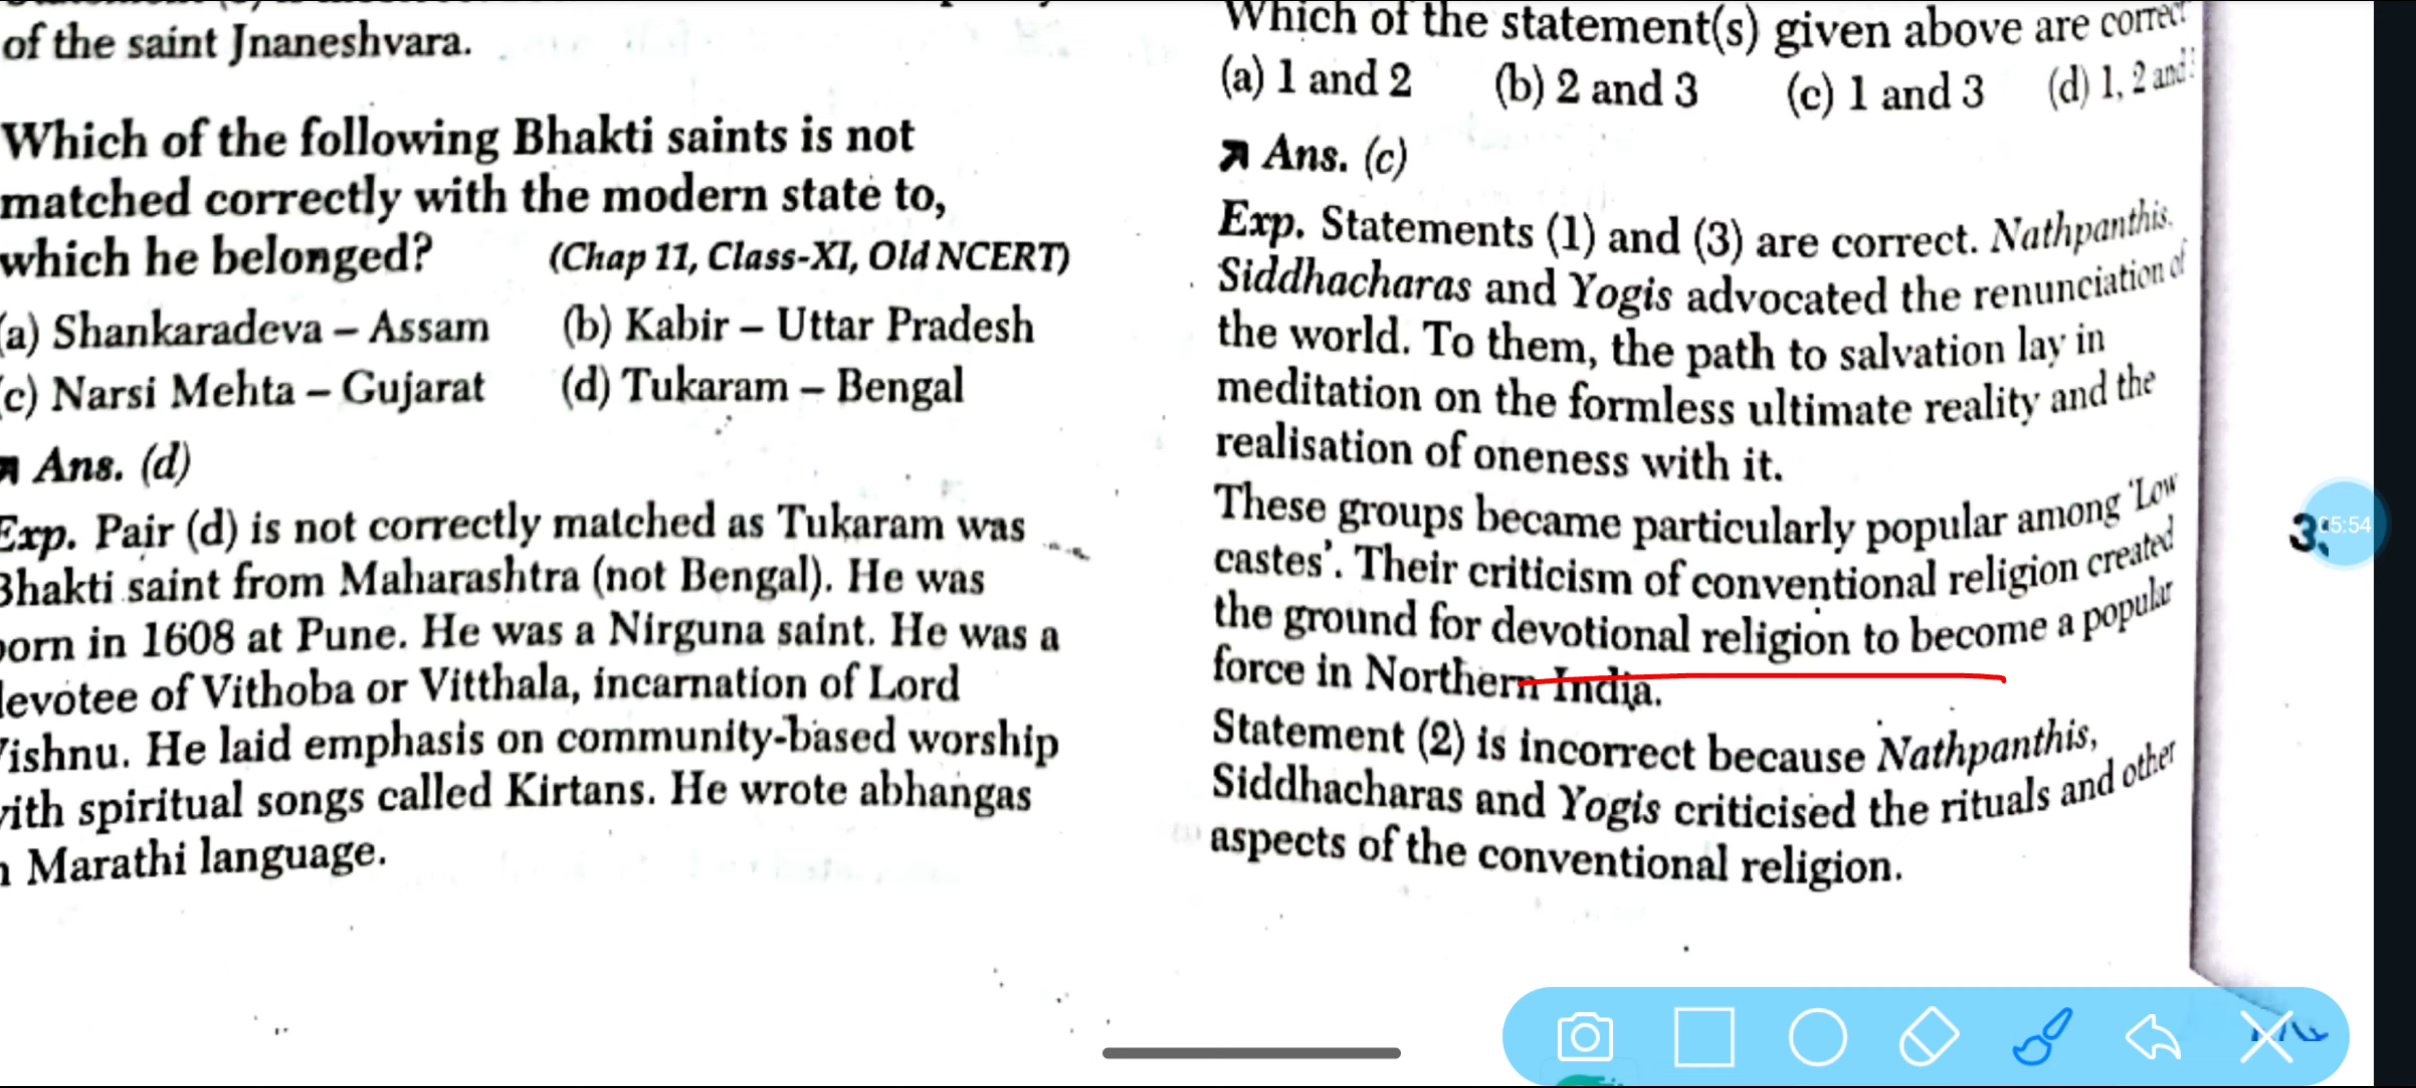 of the saint Jnaneshvara.
Which of the following Bhakti saints is not
matched correctly with the modern state to,
which he belonged? (Chap 11, Class-XI, Old NCERT)
(a) Shankaradeva – Assam (b) Kabir – Uttar Pradesh
(c) Narsi Mehta – Gujarat (d) Tukaram – Bengal
Ans. (d)
Exp. Pair (d) is not correctly matched as Tukaram was
Bhakti saint from Maharashtra (not Bengal). He was
born in 1608 at Pune. He was a Nirguna saint. He was a
devotee of Vithoba or Vitthala, incarnation of Lord
Vishnu. He laid emphasis on community-based worship
with spiritual songs called Kirtans. He wrote abhangas
Marathi language.
Which of the statement(s) given above are correct
(a) 1 and 2 (b) 2 and 3 (c) 1 and 3 (d) 1, 2 and
Ans. (c)
Exp. Statements (1) and (3) are correct. Nathpanthis,
Siddhacharas and Yogis advocated the renunciation of
the world. To them, the path to salvation lay in
meditation on the formless ultimate reality and the
realisation of oneness with it.
These groups became particularly popular among 'Low
castes'. Their criticism of conventional religion created
the ground for devotional religion to become a popular
force in Northern India.
Statement (2) is incorrect because Nathpanthis,
Siddhacharas and Yogis criticised the rituals and other
aspects of the conventional religion.
3.
05:54